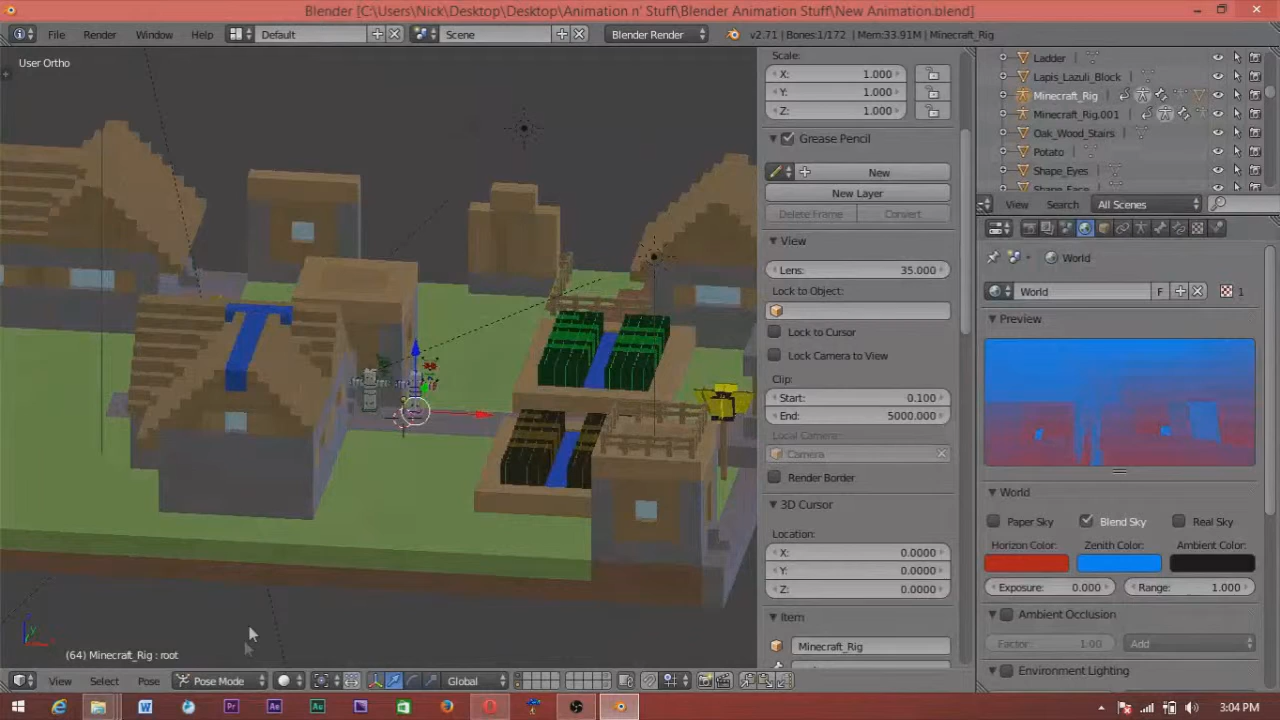 Blender [C:\Users\Nick\Desktop\Desktop\Animation n' Stuff\Blender Animation Stuff\New Animation.blend]
File Render Window Help Default Scene Blender Render v2.71 | Bones:1/172 | Mem:33.91M | Minecraft_Rig
User Ortho
Scale:
X: 1.000
Y: 1.000
Z: 1.000
Grease Pencil
New
New Layer
Delete Frame Convert
View
Lens: 35.000
Lock to Object:
Lock to Cursor
Lock Camera to View
Clip:
Start: 0.100
End: 5000.000
Local Camera:
Camera
Render Border
3D Cursor
Location:
X: 0.0000
Y: 0.0000
Z: 0.0000
Item
Minecraft_Rig
Ladder
Lapis_Lazuli_Block
Minecraft_Rig
Minecraft_Rig.001
Oak_Wood_Stairs
Potato
Shape_Eyes
Shape_Face
View Search All Scenes
World
World F 1
Preview
World
Paper Sky Blend Sky Real Sky
Horizon Color: Zenith Color: Ambient Color:
Exposure: 0.000 Range: 1.000
Ambient Occlusion
Factor: 1.00 Add
Environment Lighting
(64) Minecraft_Rig : root
View Select Pose Pose Mode Global
W Pr Ae Au
3:04 PM